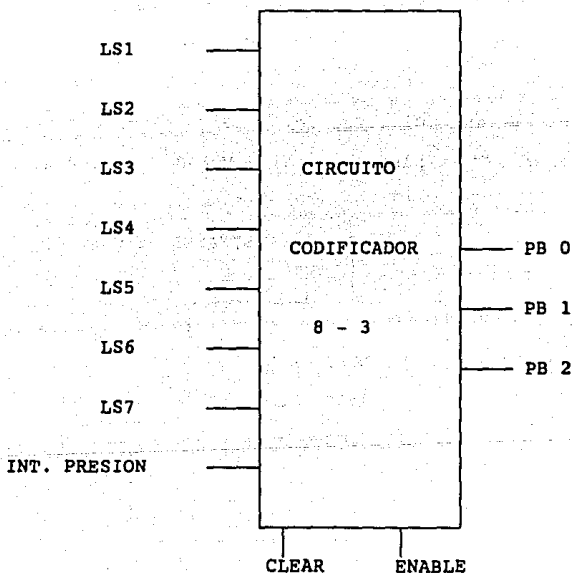 LS1
LS2
LS3
CIRCUITO
LS4
CODIFICADOR
PB 0
LS5
PB 1
8 - 3
LS6
PB 2
LS7
INT. PRESION
CLEAR
ENABLE